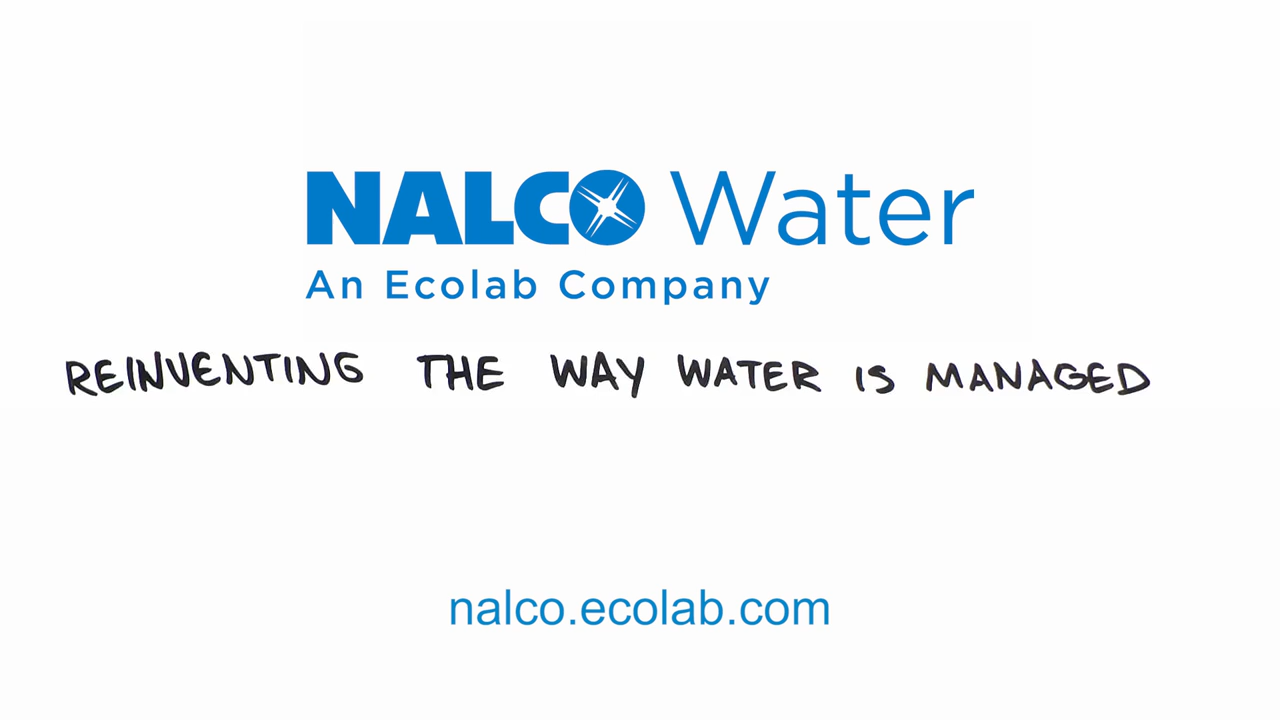 NALCO Water
An Ecolab Company
REINVENTING THE WAY WATER IS MANAGED
nalco.ecolab.com